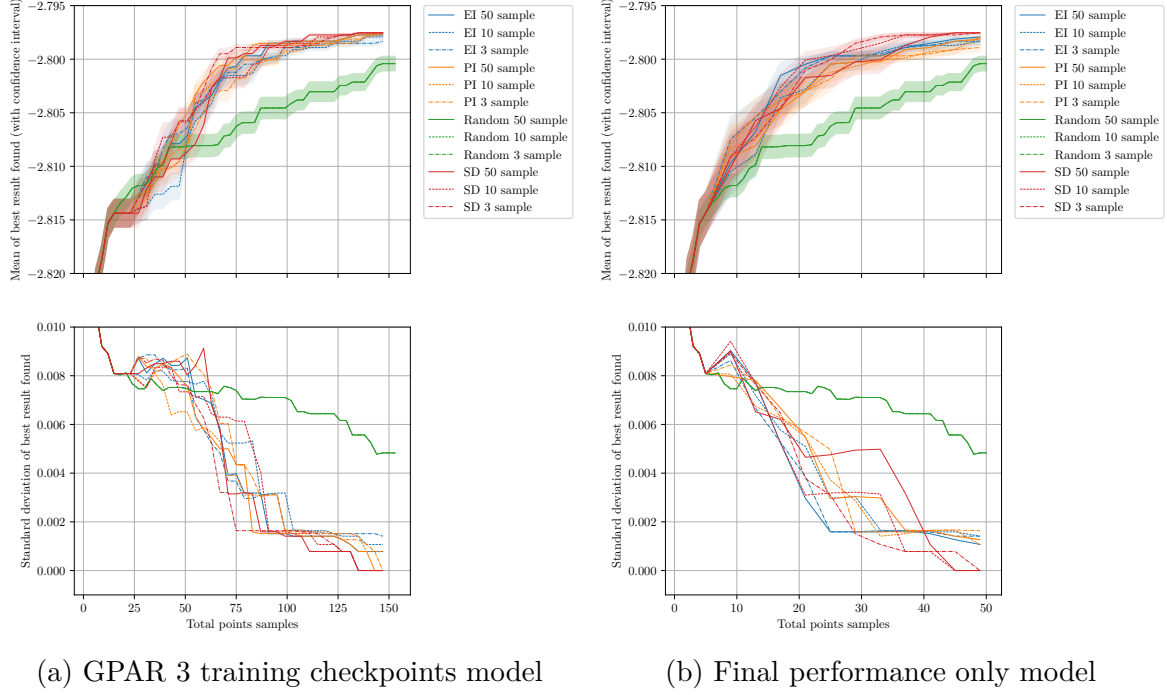 Mean of best result found (with confidence interval)
−2.795
−2.800
−2.805
−2.810
−2.815
−2.820
EI 50 sample
EI 10 sample
EI 3 sample
PI 50 sample
PI 10 sample
PI 3 sample
Random 50 sample
Random 10 sample
Random 3 sample
SD 50 sample
SD 10 sample
SD 3 sample
Standard deviation of best result found
0.010
0.008
0.006
0.004
0.002
0.000
0 25 50 75 100 125 150
Total points samples
(a) GPAR 3 training checkpoints model
Mean of best result found (with confidence interval)
−2.795
−2.800
−2.805
−2.810
−2.815
−2.820
EI 50 sample
EI 10 sample
EI 3 sample
PI 50 sample
PI 10 sample
PI 3 sample
Random 50 sample
Random 10 sample
Random 3 sample
SD 50 sample
SD 10 sample
SD 3 sample
Standard deviation of best result found
0.010
0.008
0.006
0.004
0.002
0.000
0 10 20 30 40 50
Total points samples
(b) Final performance only model